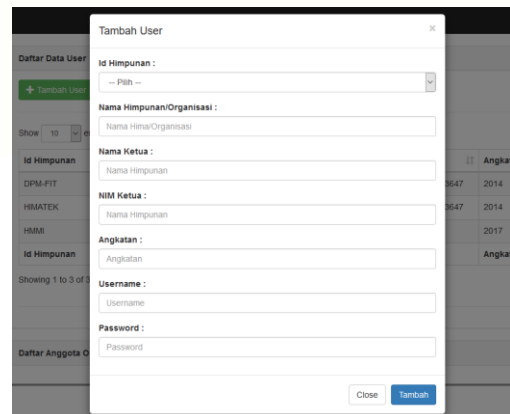 Tambah User
×
Daftar Data User
Id Himpunan :
-- Pilih --
+ Tambah User
Nama Himpunan/Organisasi :
Nama Hima/Organisasi
Show 10
Nama Ketua :
Nama Himpunan
Id Himpunan
Angka
DPM-FIT
3647
2014
NIM Ketua :
Nama Himpunan
HIMATEK
3647
2014
HMMI
2017
Angkatan :
Angkatan
Id Himpunan
Angka
Showing 1 to 3 of 3
Username :
Username
Password :
Password
Daftar Anggota O
Close
Tambah